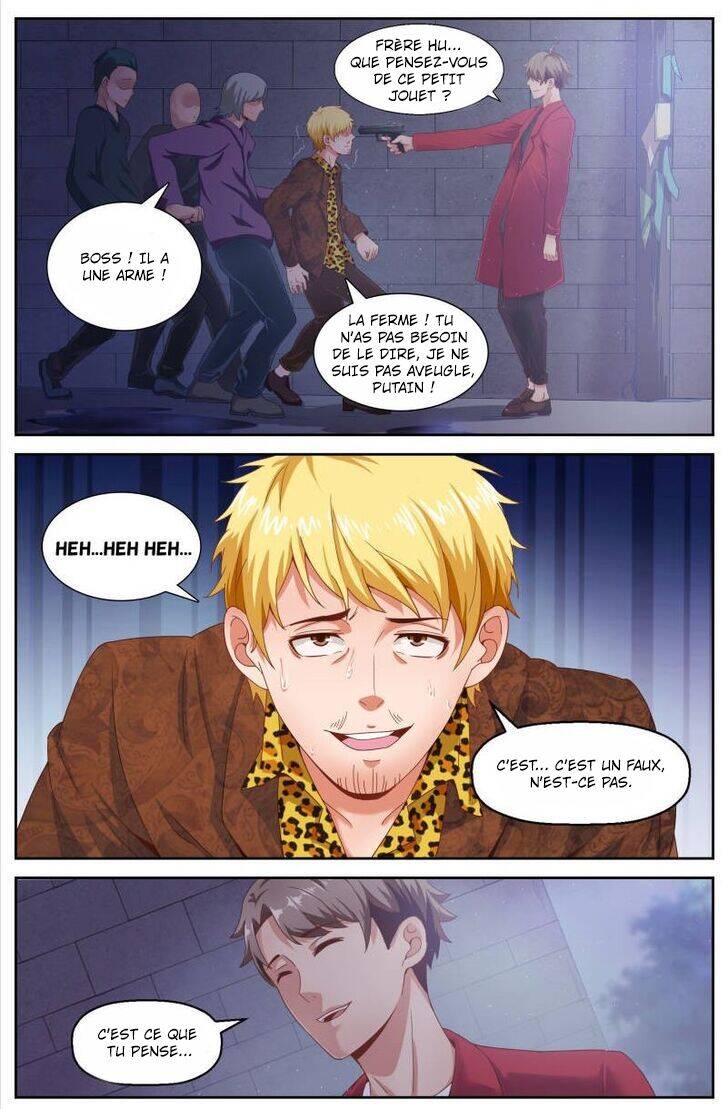 FRÈRE HU...
QUE PENSEZ-VOUS
DE CE PETIT
JOUET ?
BOSS ! IL A
UNE ARME !
LA FERME ! TU
N'AS PAS BESOIN
DE LE DIRE, JE NE
SUIS PAS AVEUGLE,
PUTAIN !
HEH...HEH HEH...
C'EST... C'EST UN FAUX,
N'EST-CE PAS.
C'EST CE QUE
TU PENSE...